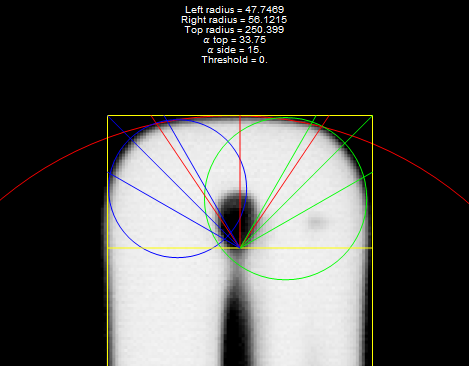 Left radius = 47.7469
Right radius = 56.1215
Top radius = 250.399
α top = 33.75
α side = 15.
Threshold = 0.